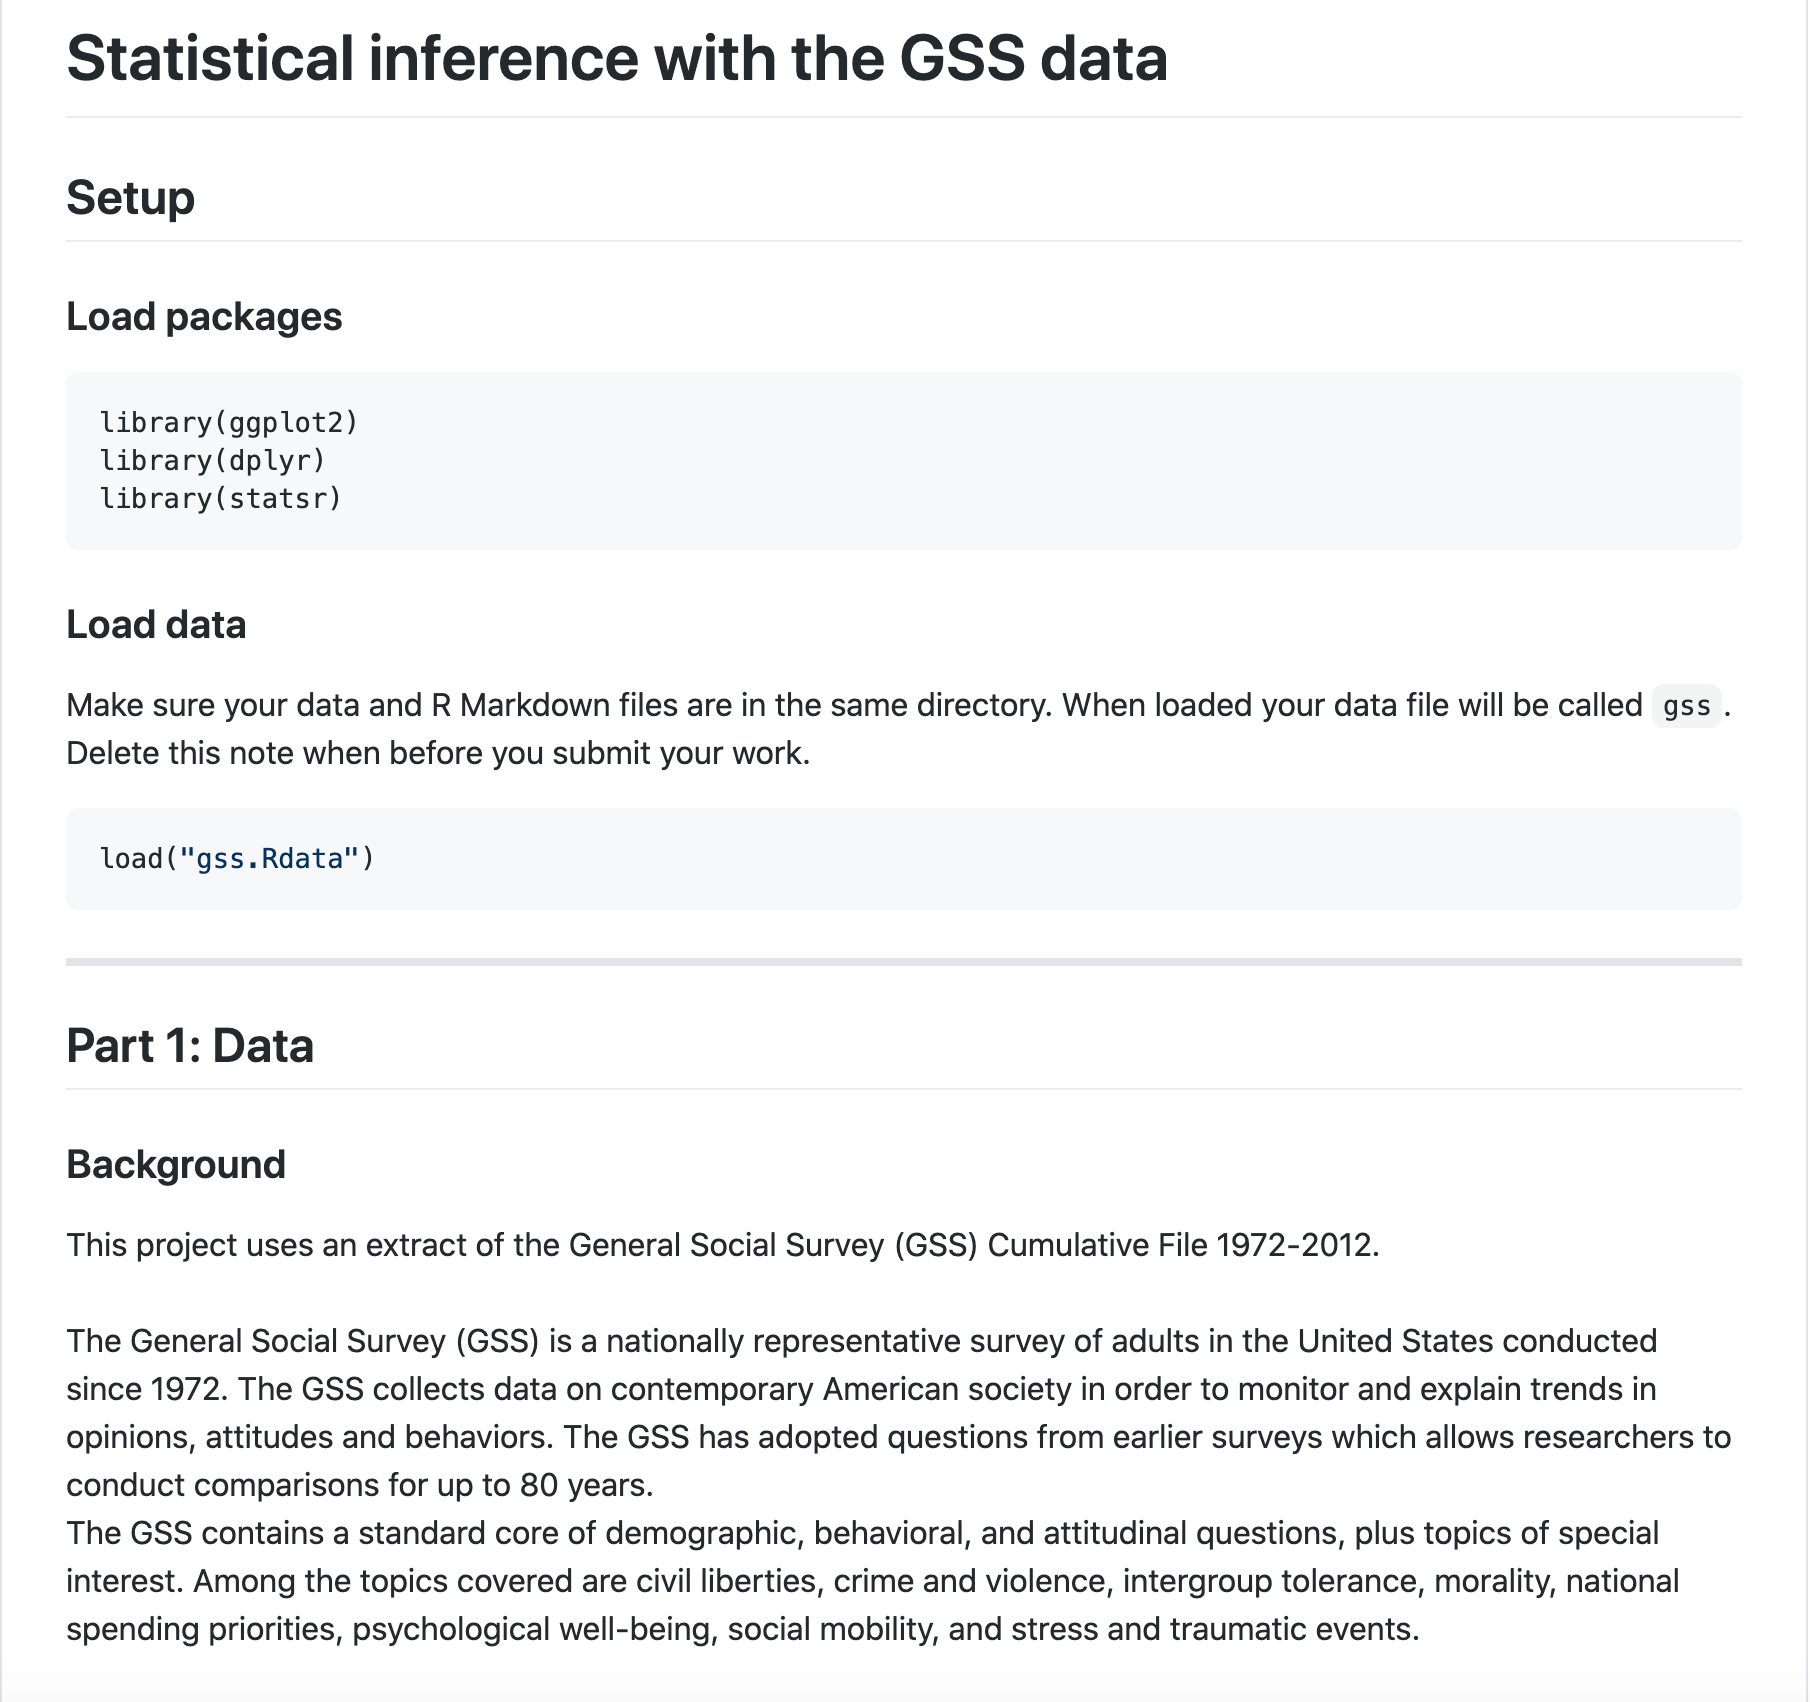 Statistical inference with the GSS data
Setup
Load packages
library(ggplot2)
library(dplyr)
library(statsr)
Load data
Make sure your data and R Markdown files are in the same directory. When loaded your data file will be called gss .
Delete this note when before you submit your work.
load("gss.Rdata")
Part 1: Data
Background
This project uses an extract of the General Social Survey (GSS) Cumulative File 1972-2012.
The General Social Survey (GSS) is a nationally representative survey of adults in the United States conducted
since 1972. The GSS collects data on contemporary American society in order to monitor and explain trends in
opinions, attitudes and behaviors. The GSS has adopted questions from earlier surveys which allows researchers to
conduct comparisons for up to 80 years.
The GSS contains a standard core of demographic, behavioral, and attitudinal questions, plus topics of special
interest. Among the topics covered are civil liberties, crime and violence, intergroup tolerance, morality, national
spending priorities, psychological well-being, social mobility, and stress and traumatic events.